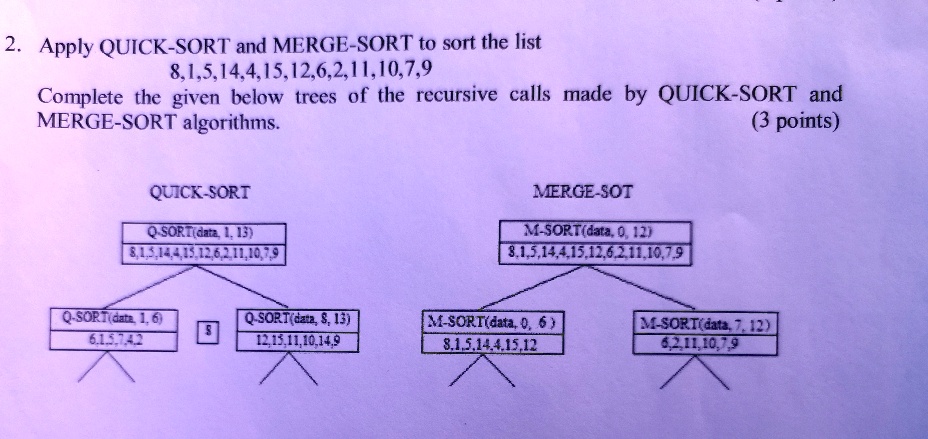 2. Apply QUICK-SORT and MERGE-SORT to sort the list
8,1,5,14,4,15,12,6,2,11,10,7,9
Complete the given below trees of the recursive calls made by QUICK-SORT and
MERGE-SORT algorithms. (3 points)
QUICK-SORT MERGE-SOT
Q-SORT(data, 1, 13) M-SORT(data, 0, 12)
8,1,5,14,4,15,12,6,2,11,10,7,9 8,1,5,14,4,15,12,6,2,11,10,7,9
Q-SORT(data, 1, 6) 8 Q-SORT(data, 8, 13) M-SORT(data, 0, 6) M-SORT(data, 7, 12)
6,1,5,7,4,2 12,15,11,10,14,9 8,1,5,14,4,15,12 6,2,11,10,7,9